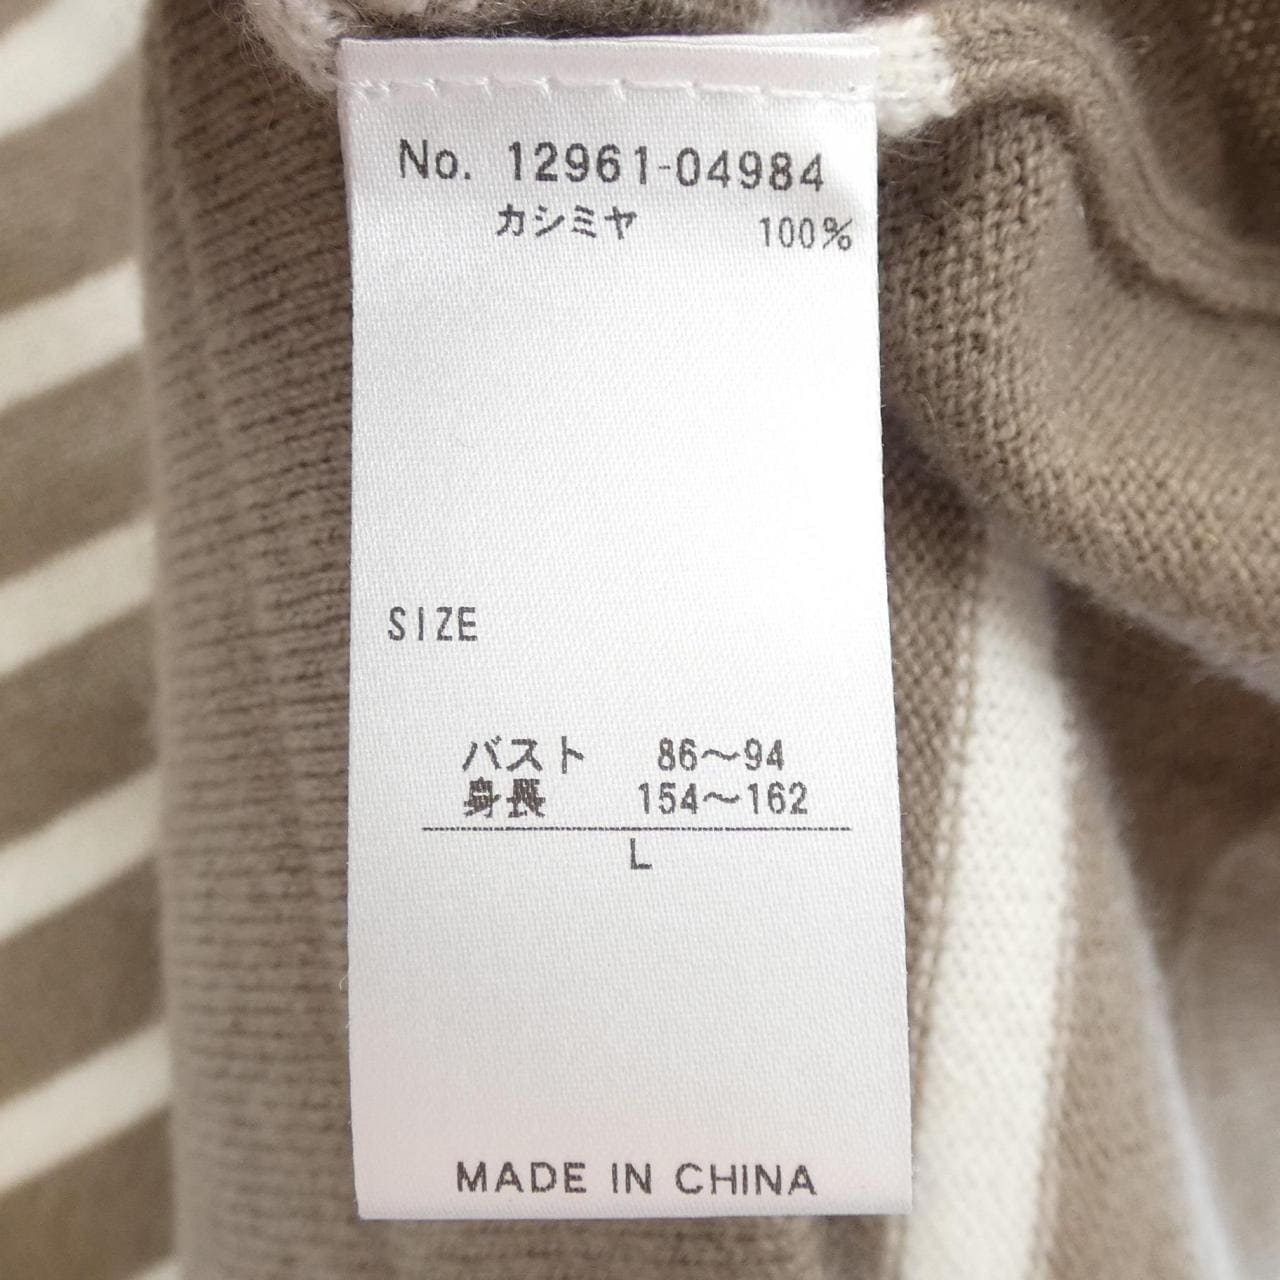 No. 12961-04984
カシミヤ 100%
SIZE
バスト 86～94
身長 154～162
L
MADE IN CHINA